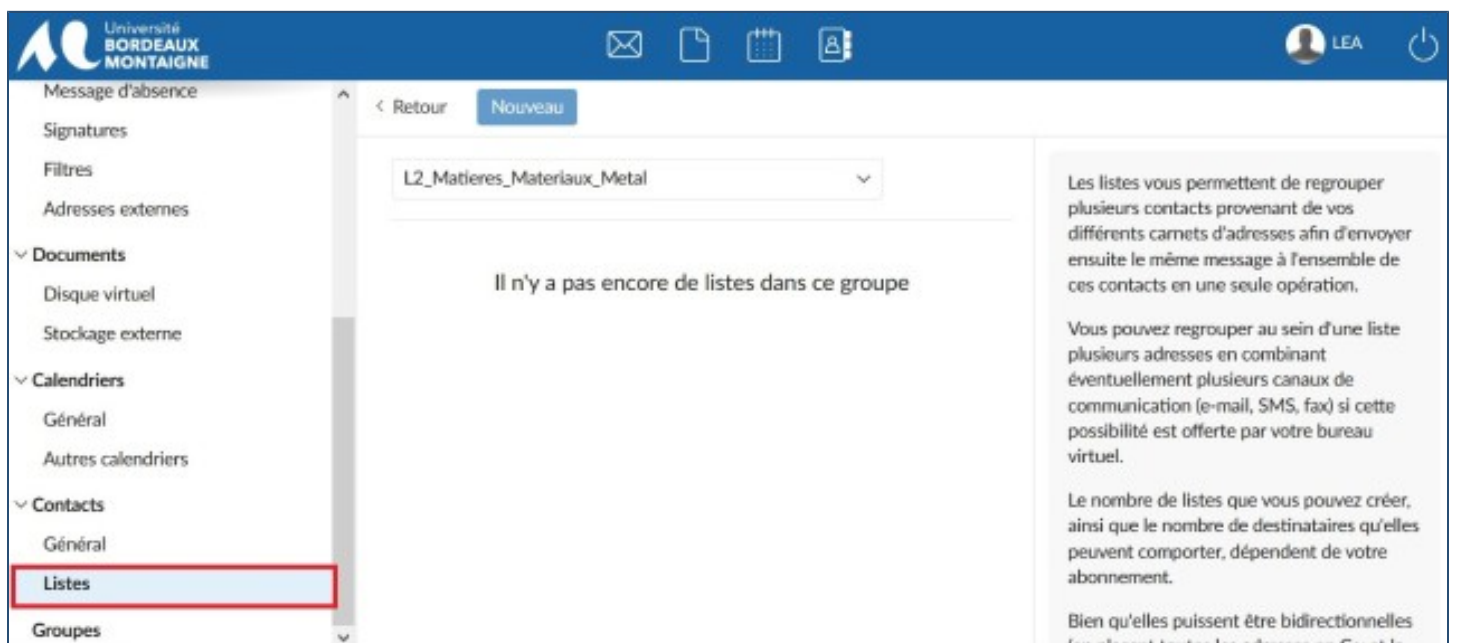 Université
BORDEAUX
MONTAIGNE
LEA
Message d'absence
Signatures
Filtres
Adresses externes
Documents
Disque virtuel
Stockage externe
Calendriers
Général
Autres calendriers
Contacts
Général
Listes
Groupes
< Retour
Nouveau
L2_Matieres_Materiaux_Metal
Il n'y a pas encore de listes dans ce groupe
Les listes vous permettent de regrouper
plusieurs contacts provenant de vos
différents carnets d'adresses afin d'envoyer
ensuite le même message à l'ensemble de
ces contacts en une seule opération.
Vous pouvez regrouper au sein d'une liste
plusieurs adresses en combinant
éventuellement plusieurs canaux de
communication (e-mail, SMS, fax) si cette
possibilité est offerte par votre bureau
virtuel.
Le nombre de listes que vous pouvez créer,
ainsi que le nombre de destinataires qu'elles
peuvent comporter, dépendent de votre
abonnement.
Bien qu'elles puissent être bidirectionnelles